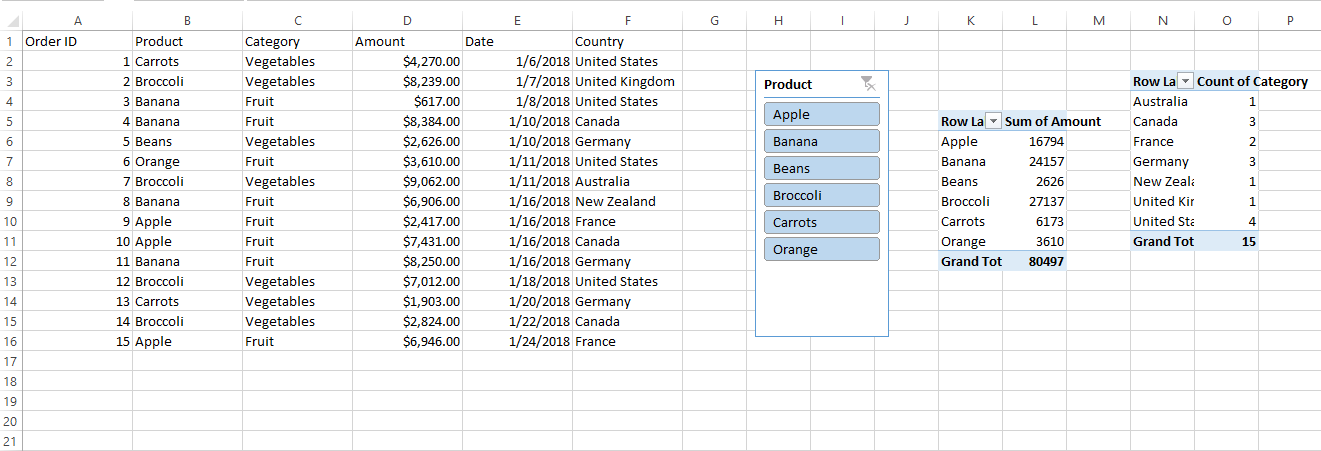 A B C D E F G H I J K L M N O P
1 Order ID Product Category Amount Date Country
2 1 Carrots Vegetables $4,270.00 1/6/2018 United States
3 2 Broccoli Vegetables $8,239.00 1/7/2018 United Kingdom Product Row La Count of Category
4 3 Banana Fruit $617.00 1/8/2018 United States Australia 1
5 4 Banana Fruit $8,384.00 1/10/2018 Canada Apple Row La Sum of Amount Canada 3
6 5 Beans Vegetables $2,626.00 1/10/2018 Germany Banana Apple 16794 France 2
7 6 Orange Fruit $3,610.00 1/11/2018 United States Beans Banana 24157 Germany 3
8 7 Broccoli Vegetables $9,062.00 1/11/2018 Australia Beans 2626 New Zeal 1
9 8 Banana Fruit $6,906.00 1/16/2018 New Zealand Broccoli Broccoli 27137 United Kin 1
10 9 Apple Fruit $2,417.00 1/16/2018 France Carrots Carrots 6173 United Sta 4
11 10 Apple Fruit $7,431.00 1/16/2018 Canada Orange Orange 3610 Grand Tot 15
12 11 Banana Fruit $8,250.00 1/16/2018 Germany Grand Tot 80497
13 12 Broccoli Vegetables $7,012.00 1/18/2018 United States
14 13 Carrots Vegetables $1,903.00 1/20/2018 Germany
15 14 Broccoli Vegetables $2,824.00 1/22/2018 Canada
16 15 Apple Fruit $6,946.00 1/24/2018 France
17
18
19
20
21